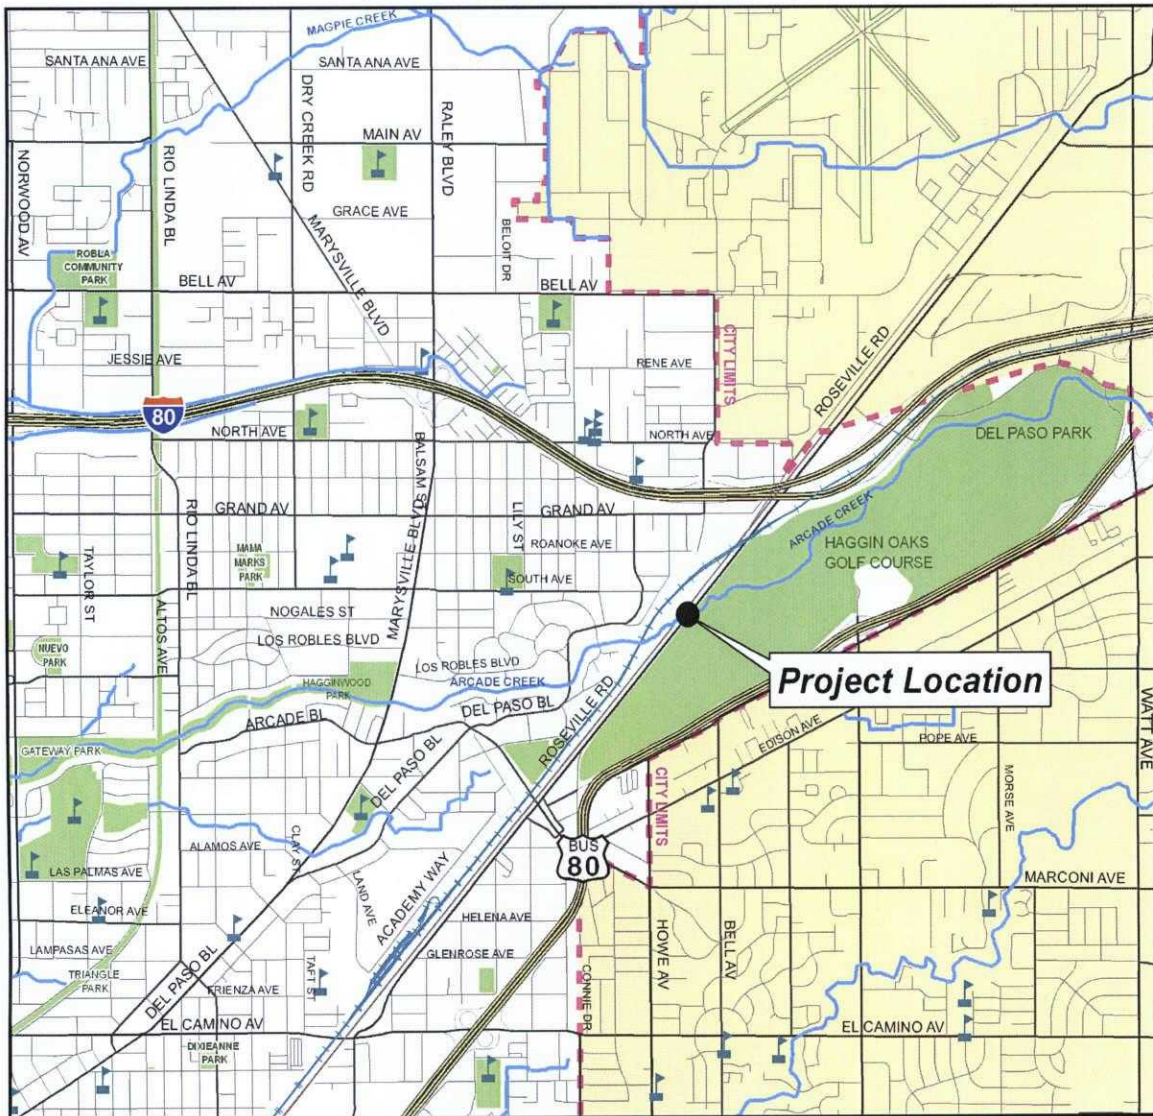 MAGPIE CREEK
SANTA ANA AVE
SANTA ANA AVE
DRY CREEK RD
RALEY BLVD
MAIN AV
NORWOOD AV
RIO LINDA BL
GRACE AVE
MARYSVILLE BLVD
BELOIT DR
ROBLA
COMMUNITY
PARK
BELL AV
BELL AV
JESSIE AVE
RENE AVE
CITY LIMITS
ROSEVILLE RD
80
NORTH AVE
NORTH AVE
BALSAM ST
DEL PASO PARK
GRAND AV
GRAND AV
LILY ST
ARCADE CREEK
ROANOKE AVE
HAGGIN OAKS
GOLF COURSE
TAYLOR ST
RIO LINDA BL
MAMA
MARKS
PARK
MARYSVILLE BLVD
SOUTH AVE
NOGALES ST
ALTOS AVE
LOS ROBLES BLVD
NUEVO
PARK
LOS ROBLES BLVD
ARCADE CREEK
HAGGINWOOD
PARK
Project Location
DEL PASO BL
ROSEVILLE RD
WATT AVE
ARCADE BL
GATEWAY PARK
DEL PASO BL
EDISON AVE
POPE AVE
CITY LIMITS
MORSE AVE
BUS
80
ALAMOS AVE
CLAY ST
LAS PALMAS AVE
LAND AVE
ACADEMY WAY
MARCONI AVE
ELEANOR AVE
HELENA AVE
HOWE AV
BELL AV
LAMPASAS AVE
GLENROSE AVE
TRIANGLE
PARK
DEL PASO BL
TAFT ST
FRIENZA AVE
CONNIE DR
EL CAMINO AV
EL CAMINO AV
DIXIEANNE
PARK